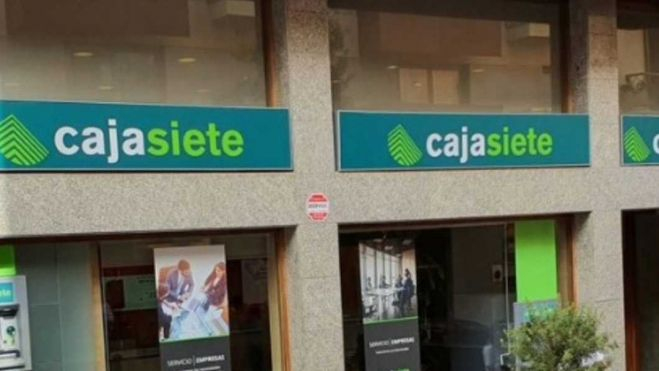 cajasiete
cajasiete
SERVICIO EMPRESAS
SERVICIO EMPRESAS